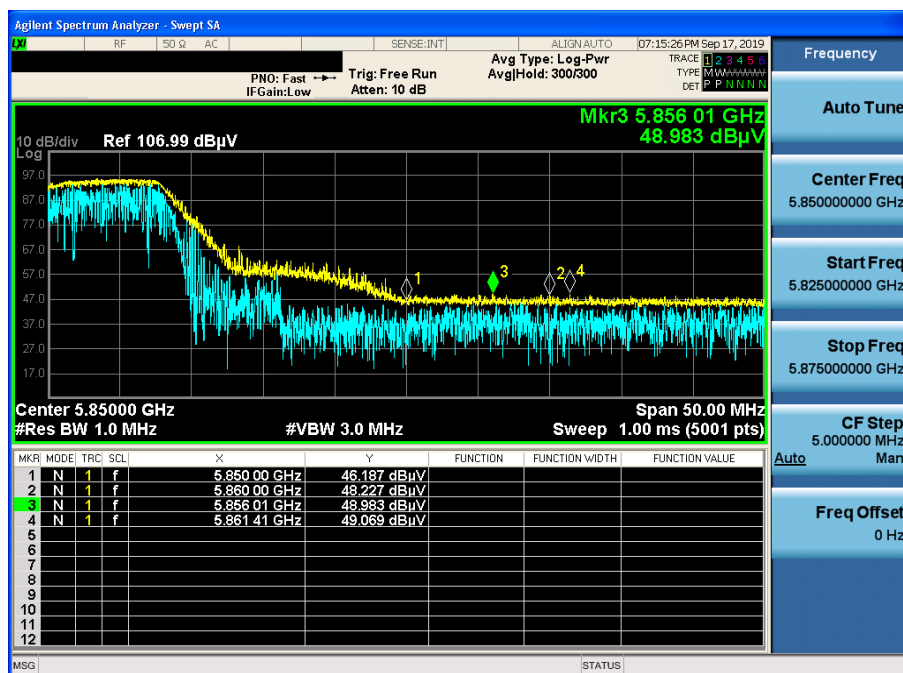 Agilent Spectrum Analyzer - Swept SA
LXI RF 50 Ω AC SENSE:INT ALIGN AUTO 07:15:26 PM Sep 17, 2019
Frequency
PNO: Fast
IFGain:Low
Trig: Free Run
Atten: 10 dB
Avg Type: Log-Pwr
Avg|Hold: 300/300
TRACE 1 2 3 4 5 6
TYPE MWWWWW
DET P P N N N N
Auto Tune
Mkr3 5.856 01 GHz
48.983 dBµV
10 dB/div Ref 106.99 dBµV
Log
97.0
87.0
77.0
67.0
57.0
47.0
37.0
27.0
17.0
1
3
2
4
Center 5.85000 GHz Span 50.00 MHz
#Res BW 1.0 MHz #VBW 3.0 MHz Sweep 1.00 ms (5001 pts)
Center Freq
5.850000000 GHz
Start Freq
5.825000000 GHz
Stop Freq
5.875000000 GHz
CF Step
5.000000 MHz
Auto Man
Freq Offset
0 Hz
MKR MODE TRC SCL X Y FUNCTION FUNCTION WIDTH FUNCTION VALUE
1 N 1 f 5.850 00 GHz 46.187 dBµV
2 N 1 f 5.860 00 GHz 48.227 dBµV
3 N 1 f 5.856 01 GHz 48.983 dBµV
4 N 1 f 5.861 41 GHz 49.069 dBµV
5
6
7
8
9
10
11
12
MSG STATUS